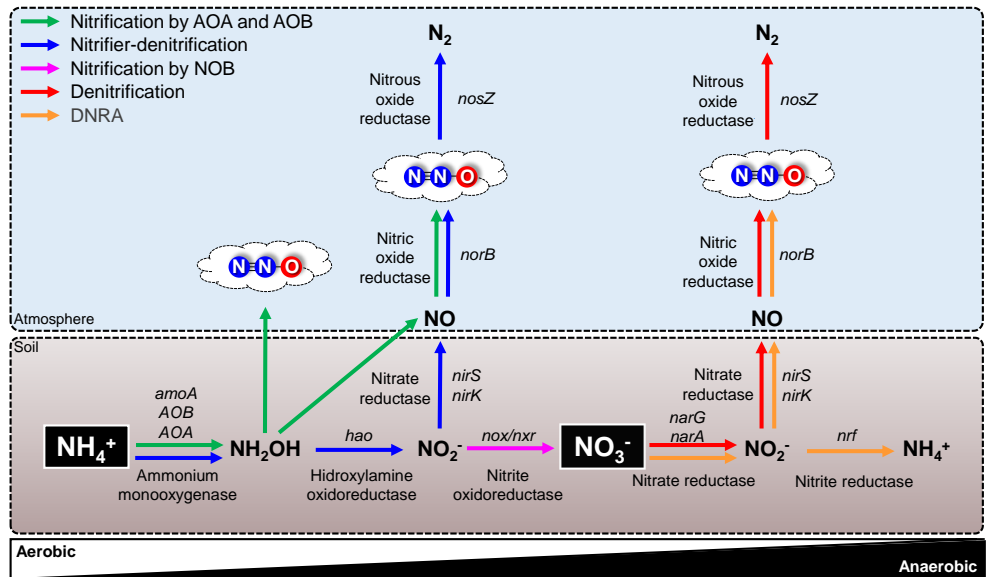 Nitrification by AOA and AOB
Nitrifier-denitrification
Nitrification by NOB
Denitrification
DNRA
N₂
N₂
Nitrous
oxide
reductase
nosZ
Nitrous
oxide
reductase
nosZ
N N O
N N O
Nitric
oxide
reductase
norB
Nitric
oxide
reductase
norB
N N O
NO
NO
Atmosphere
Soil
Nitrate
reductase
nirS
nirK
Nitrate
reductase
nirS
nirK
amoA
AOB
AOA
NH₄⁺
NH₂OH
hao
NO₂⁻
nox/nxr
NO₃⁻
narG
narA
NO₂⁻
nrf
NH₄⁺
Ammonium
monooxygenase
Hidroxylamine
oxidoreductase
Nitrite
oxidoreductase
Nitrate reductase
Nitrite reductase
Aerobic
Anaerobic